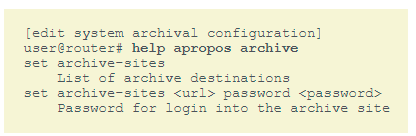 [edit system archival configuration]
user@router# help apropos archive
set archive-sites
    List of archive destinations
set archive-sites <url> password <password>
    Password for login into the archive site